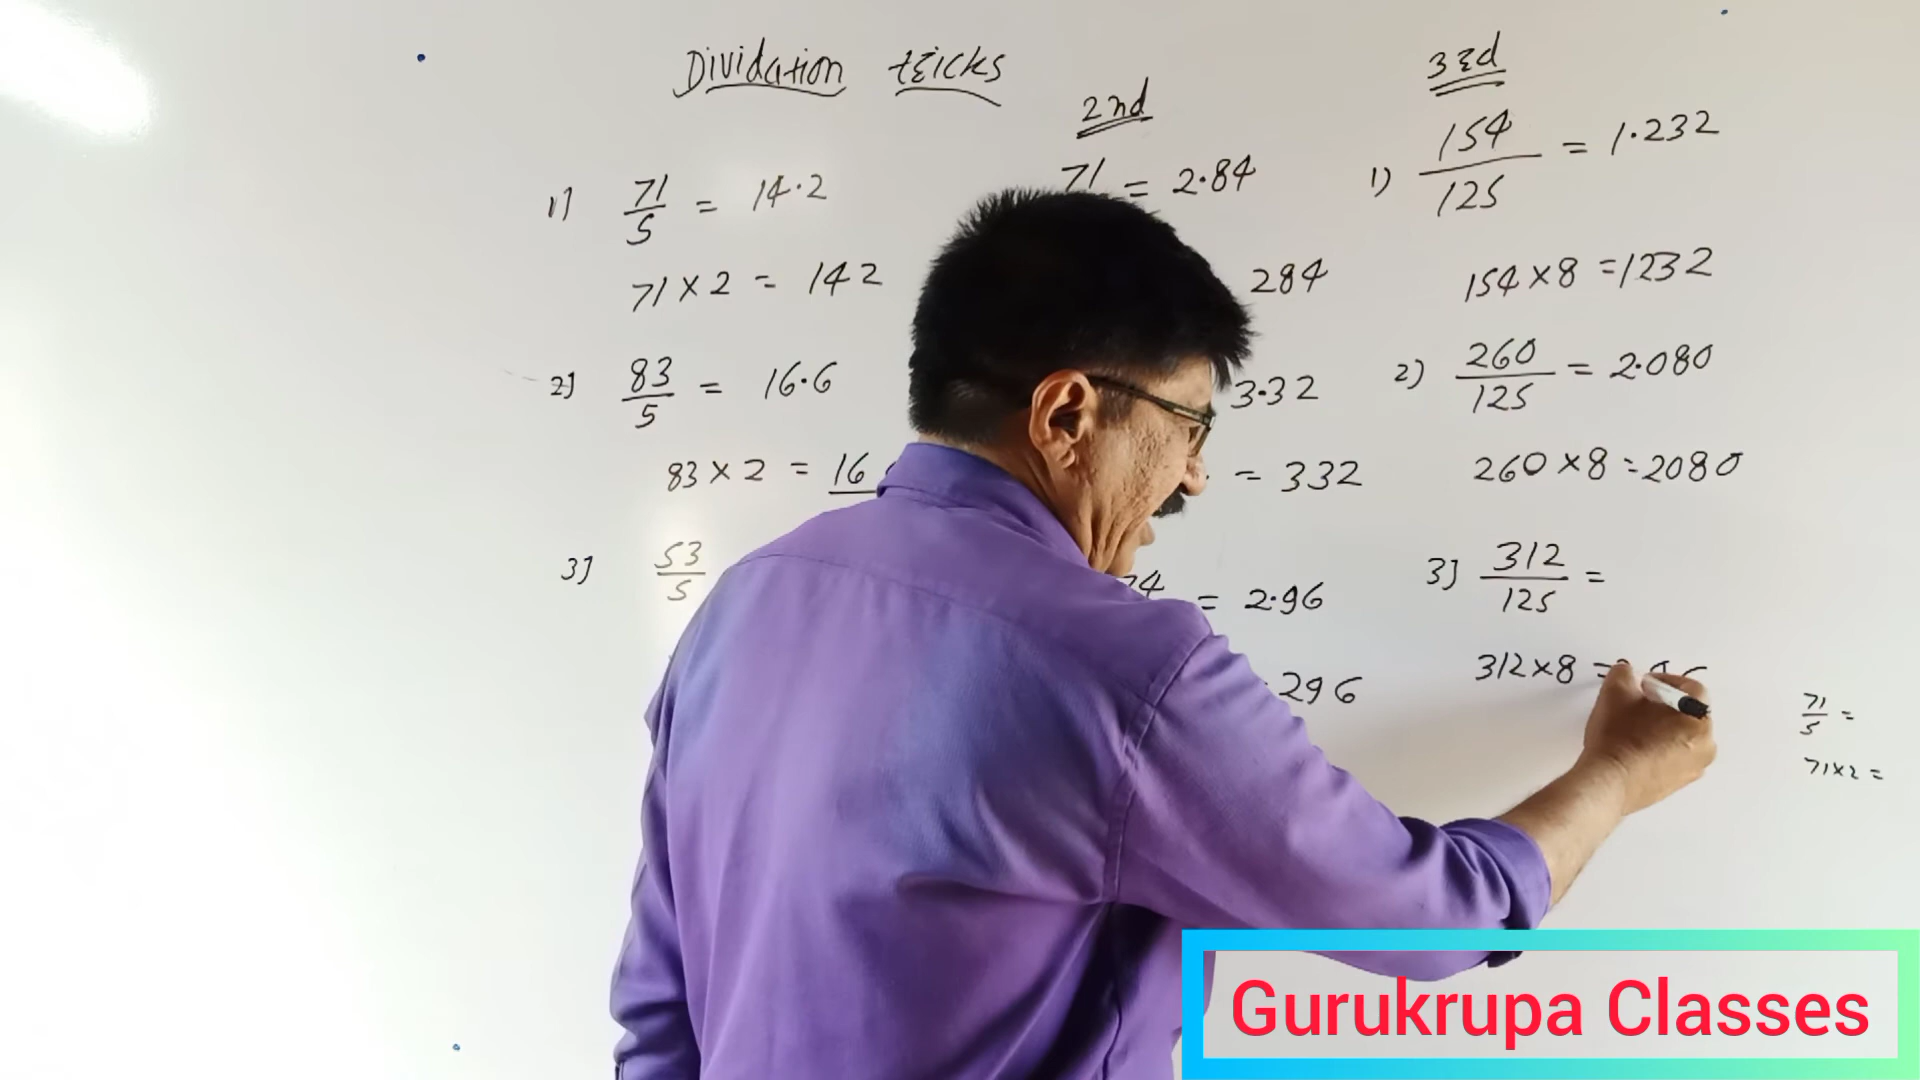 Dividation tricks
1] 71/5 = 14.2
71 × 2 = 142
2] 83/5 = 16.6
83 × 2 = 16
3] 53/5
2nd
71 = 2.84
284
3.32
= 332
74 = 2.96
296
3rd
1) 154/125 = 1.232
154 × 8 = 1232
2) 260/125 = 2.080
260 × 8 = 2080
3] 312/125 =
312 × 8 =
71/5 =
71 × 2 =
Gurukrupa Classes